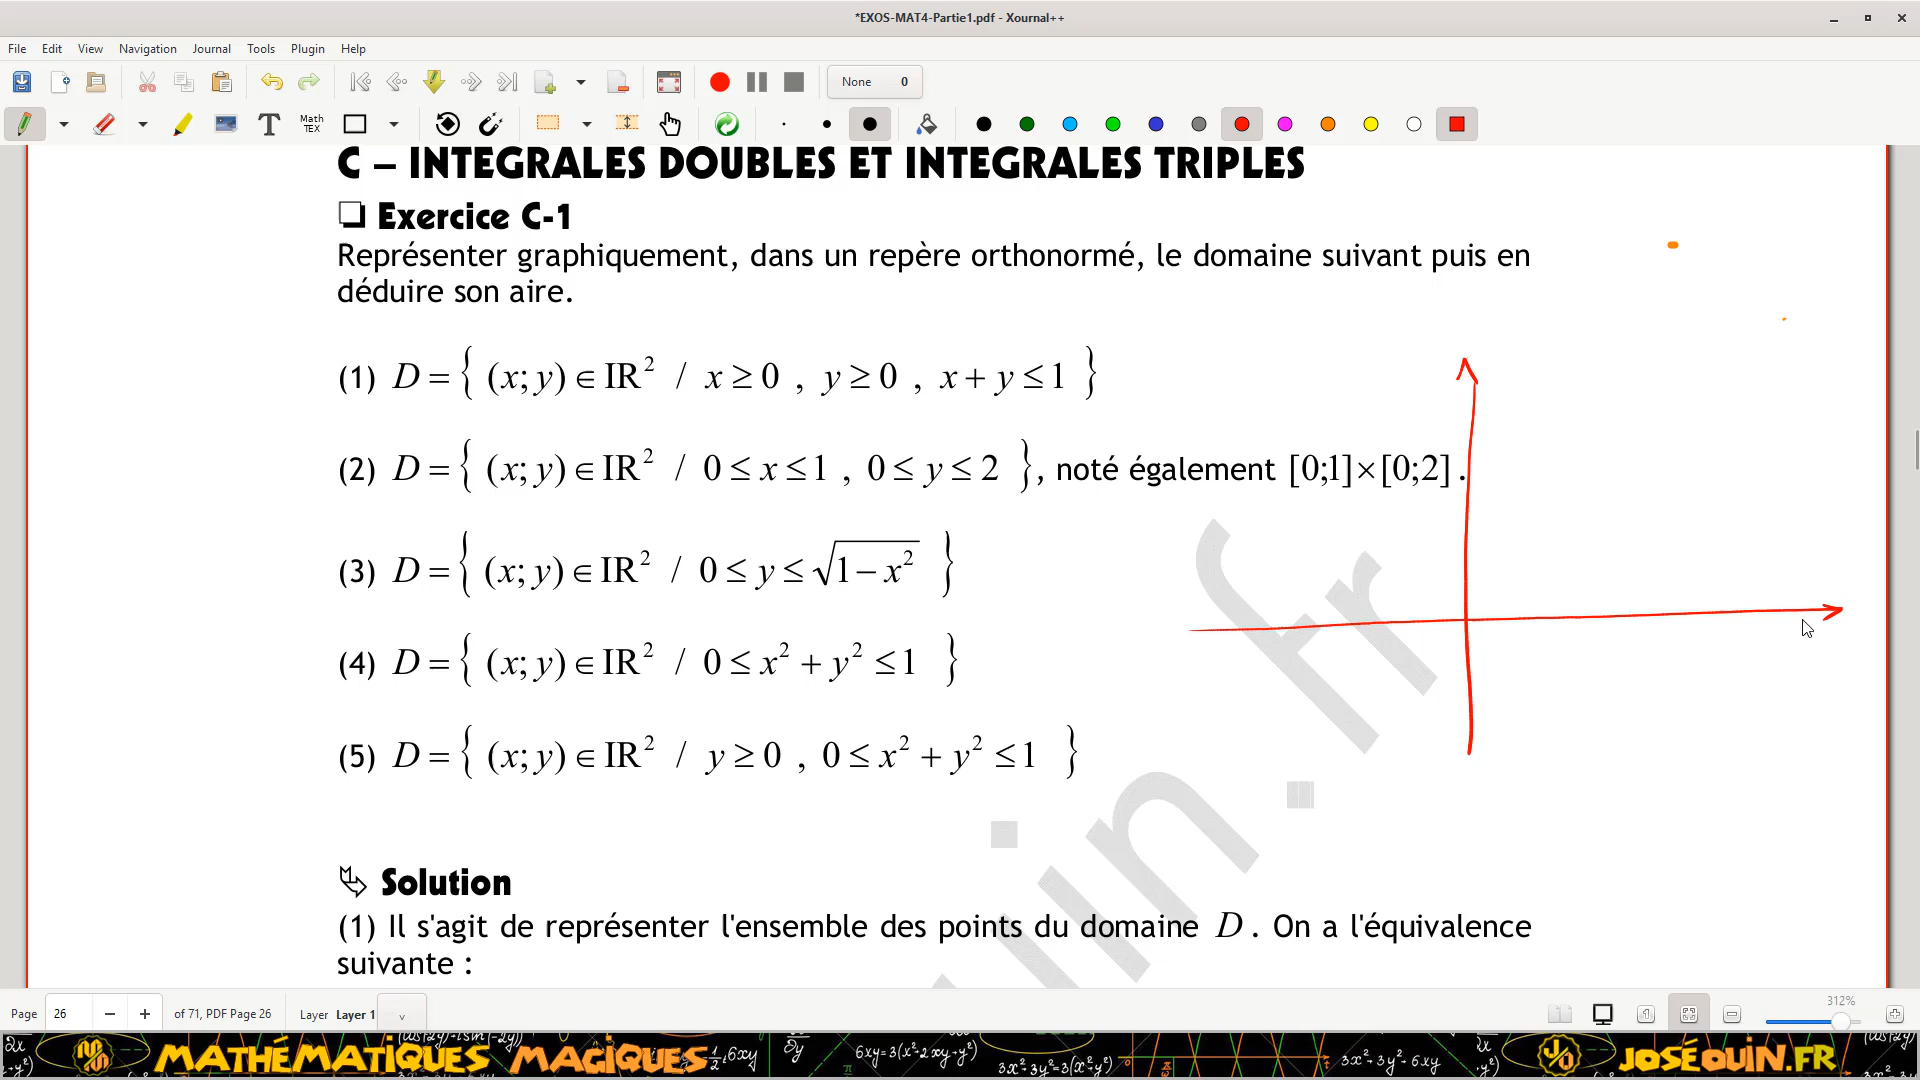 *EXOS-MAT4-Partie1.pdf - Xournal++
File Edit View Navigation Journal Tools Plugin Help
None 0
Math TEX
C – INTEGRALES DOUBLES ET INTEGRALES TRIPLES
❏ Exercice C-1
Représenter graphiquement, dans un repère orthonormé, le domaine suivant puis en
déduire son aire.
(1) D = { (x; y) ∈ IR² / x ≥ 0 , y ≥ 0 , x + y ≤ 1 }
(2) D = { (x; y) ∈ IR² / 0 ≤ x ≤ 1 , 0 ≤ y ≤ 2 }, noté également [0;1]×[0;2].
(3) D = { (x; y) ∈ IR² / 0 ≤ y ≤ √(1 − x²) }
(4) D = { (x; y) ∈ IR² / 0 ≤ x² + y² ≤ 1 }
(5) D = { (x; y) ∈ IR² / y ≥ 0 , 0 ≤ x² + y² ≤ 1 }
Solution
(1) Il s'agit de représenter l'ensemble des points du domaine D. On a l'équivalence
suivante :
uin.fr
Page 26 of 71, PDF Page 26 Layer Layer 1 312%
MATHÉMATIQUES MAGIQUES
JOSÉQUIN.FR